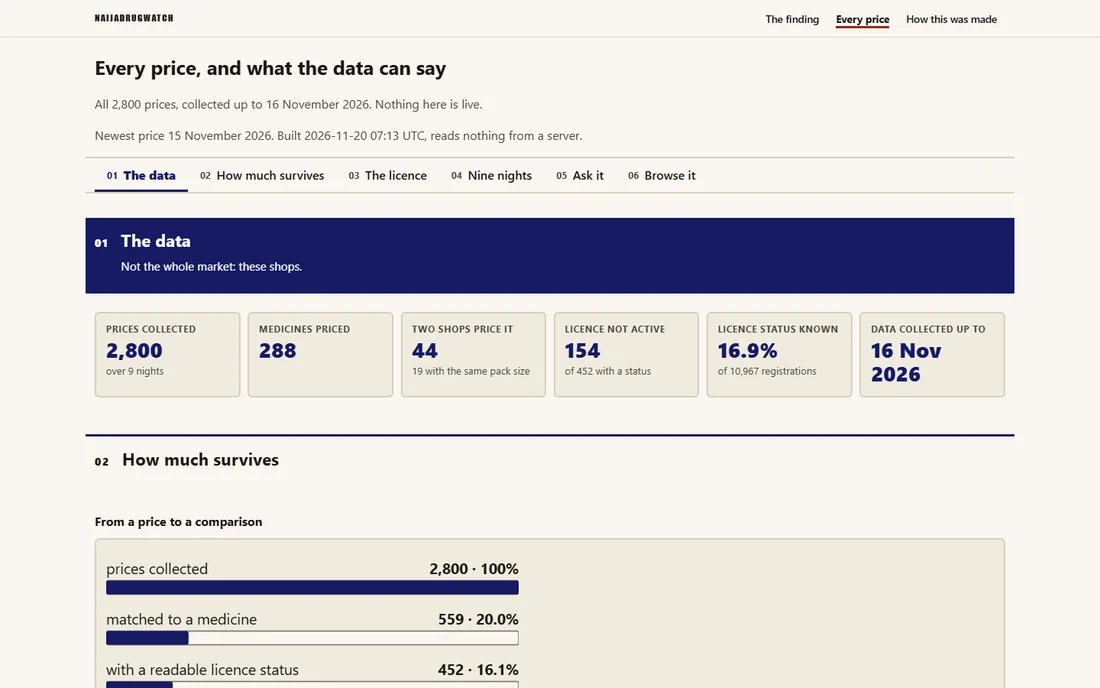 NAIJADRUGWATCH
The finding Every price How this was made
Every price, and what the data can say
All 2,800 prices, collected up to 16 November 2026. Nothing here is live.
Newest price 15 November 2026. Built 2026-11-20 07:13 UTC, reads nothing from a server.
01 The data 02 How much survives 03 The licence 04 Nine nights 05 Ask it 06 Browse it
01 The data
Not the whole market: these shops.
PRICES COLLECTED
2,800
over 9 nights
MEDICINES PRICED
288
TWO SHOPS PRICE IT
44
19 with the same pack size
LICENCE NOT ACTIVE
154
of 452 with a status
LICENCE STATUS KNOWN
16.9%
of 10,967 registrations
DATA COLLECTED UP TO
16 Nov
2026
02 How much survives
From a price to a comparison
prices collected 2,800 · 100%
matched to a medicine 559 · 20.0%
with a readable licence status 452 · 16.1%